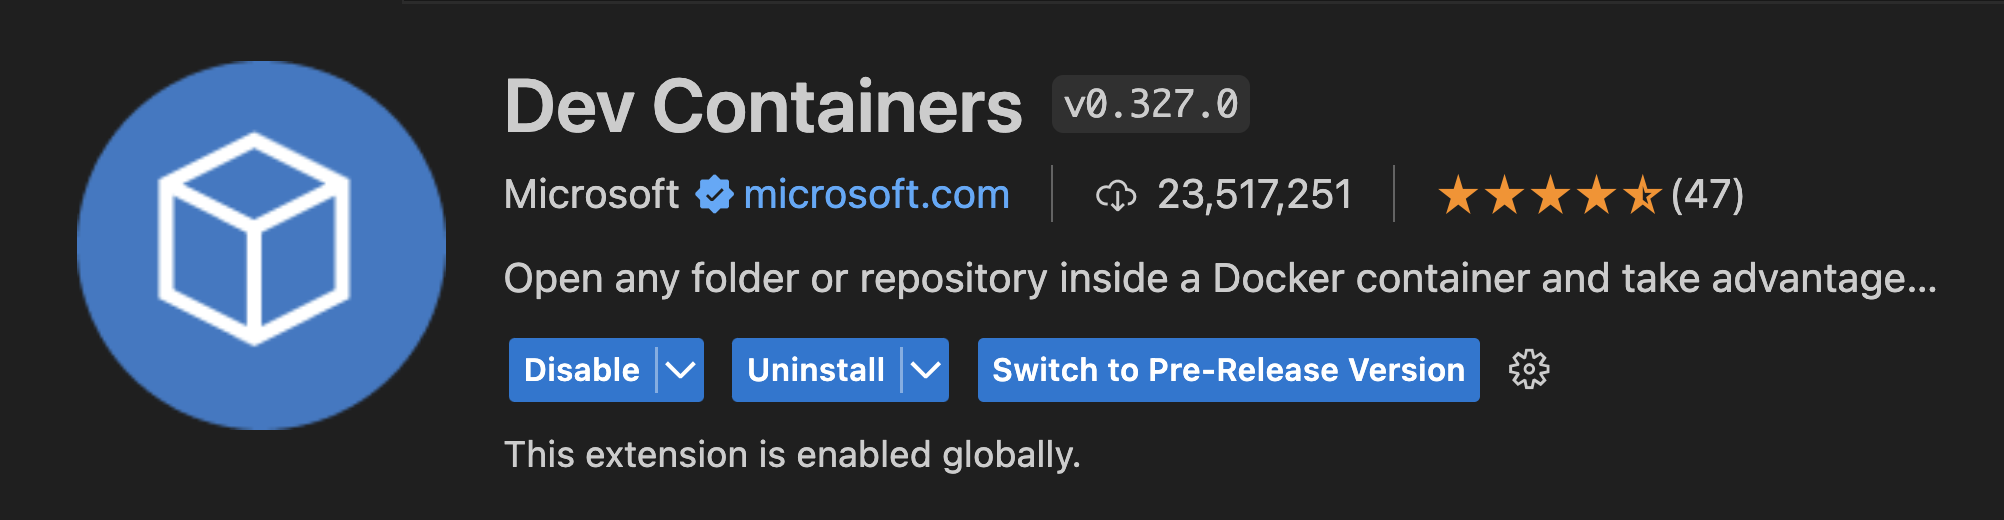 Dev Containers v0.327.0
Microsoft microsoft.com 23,517,251 (47)
Open any folder or repository inside a Docker container and take advantage...
Disable Uninstall Switch to Pre-Release Version
This extension is enabled globally.